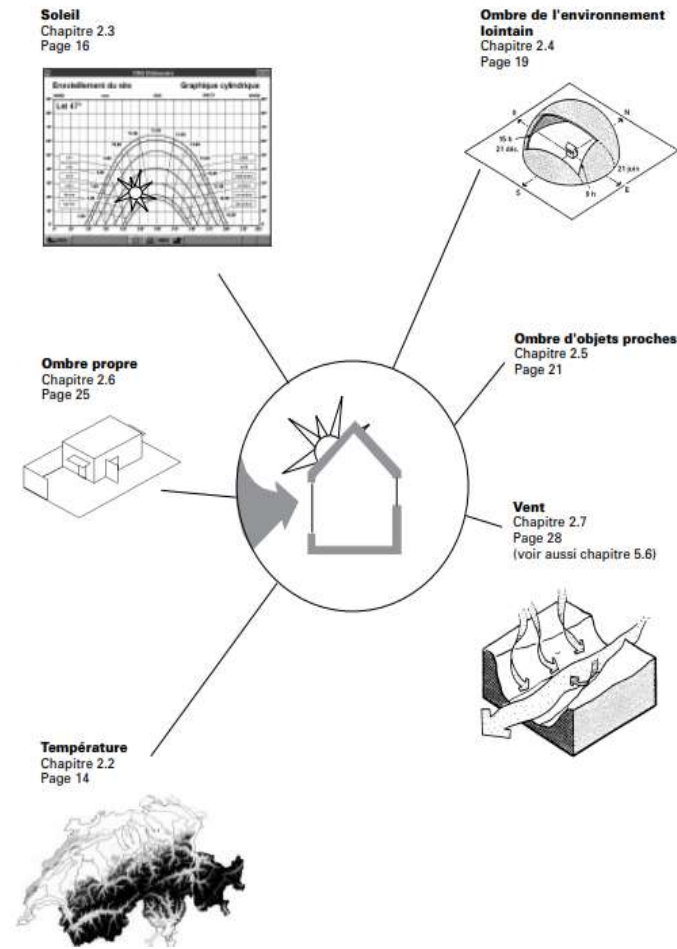 Soleil
Chapitre 2.3
Page 16
Ensoleillement du site
Graphique cylindrique
Lat 47°
Ombre de l'environnement
lointain
Chapitre 2.4
Page 19
N
15 h
21 déc.
21 juin
S
9 h
E
Ombre propre
Chapitre 2.6
Page 25
Ombre d'objets proches
Chapitre 2.5
Page 21
Vent
Chapitre 2.7
Page 28
(voir aussi chapitre 5.6)
Température
Chapitre 2.2
Page 14